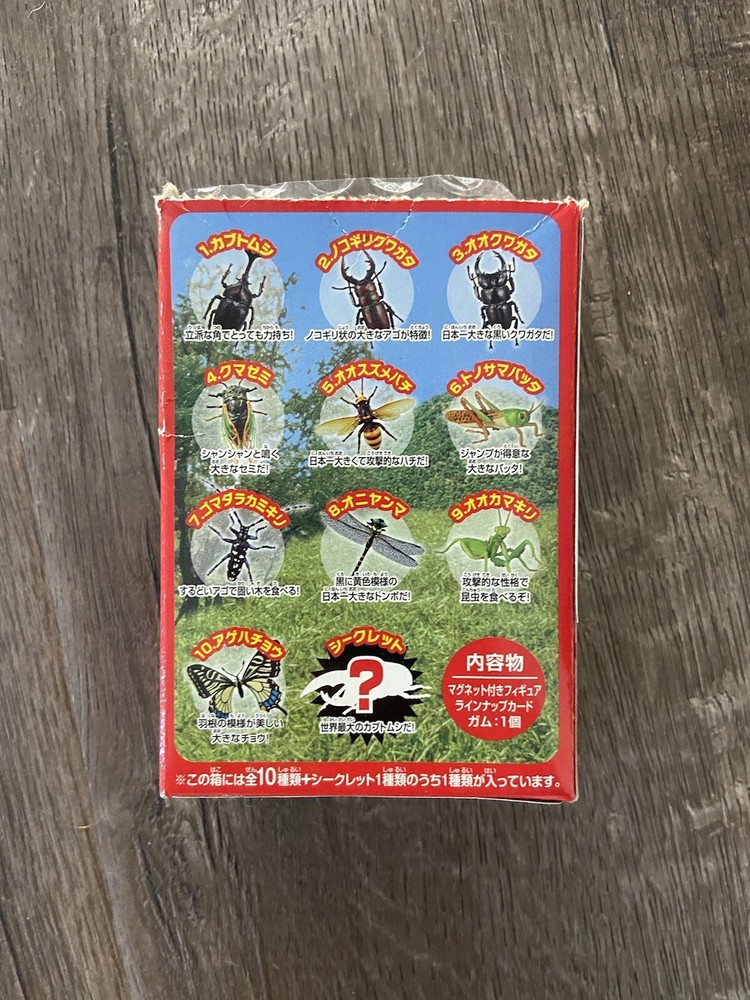 1.カブトムシ
立派な角でとっても力持ち!
2.ノコギリクワガタ
ノコギリ状の大きなアゴが特徴!
3.オオクワガタ
日本一大きな黒いクワガタだ!
4.クマゼミ
シャンシャンと鳴く
大きなセミだ!
5.オオスズメバチ
日本一大きくて攻撃的なハチだ!
6.トノサマバッタ
ジャンプが得意な
大きなバッタ!
7.ゴマダラカミキリ
するどいアゴで固い木を食べる!
8.オニヤンマ
黒に黄色模様の
日本一大きなトンボだ!
9.オオカマキリ
攻撃的な性格で
昆虫を食べるぞ!
10.アゲハチョウ
羽根の模様が美しい
大きなチョウ!
シークレット
?
世界最大のカブトムシだ!
内容物
マグネット付きフィギュア
ラインナップカード
ガム:1個
※この箱には全10種類+シークレット1種類のうち1種類が入っています。